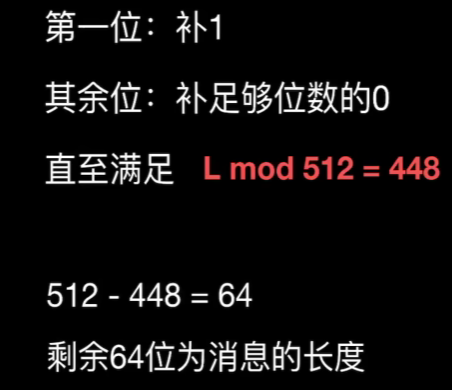 第一位：补1
其余位：补足够位数的0
直至满足 L mod 512 = 448
512 - 448 = 64
剩余64位为消息的长度